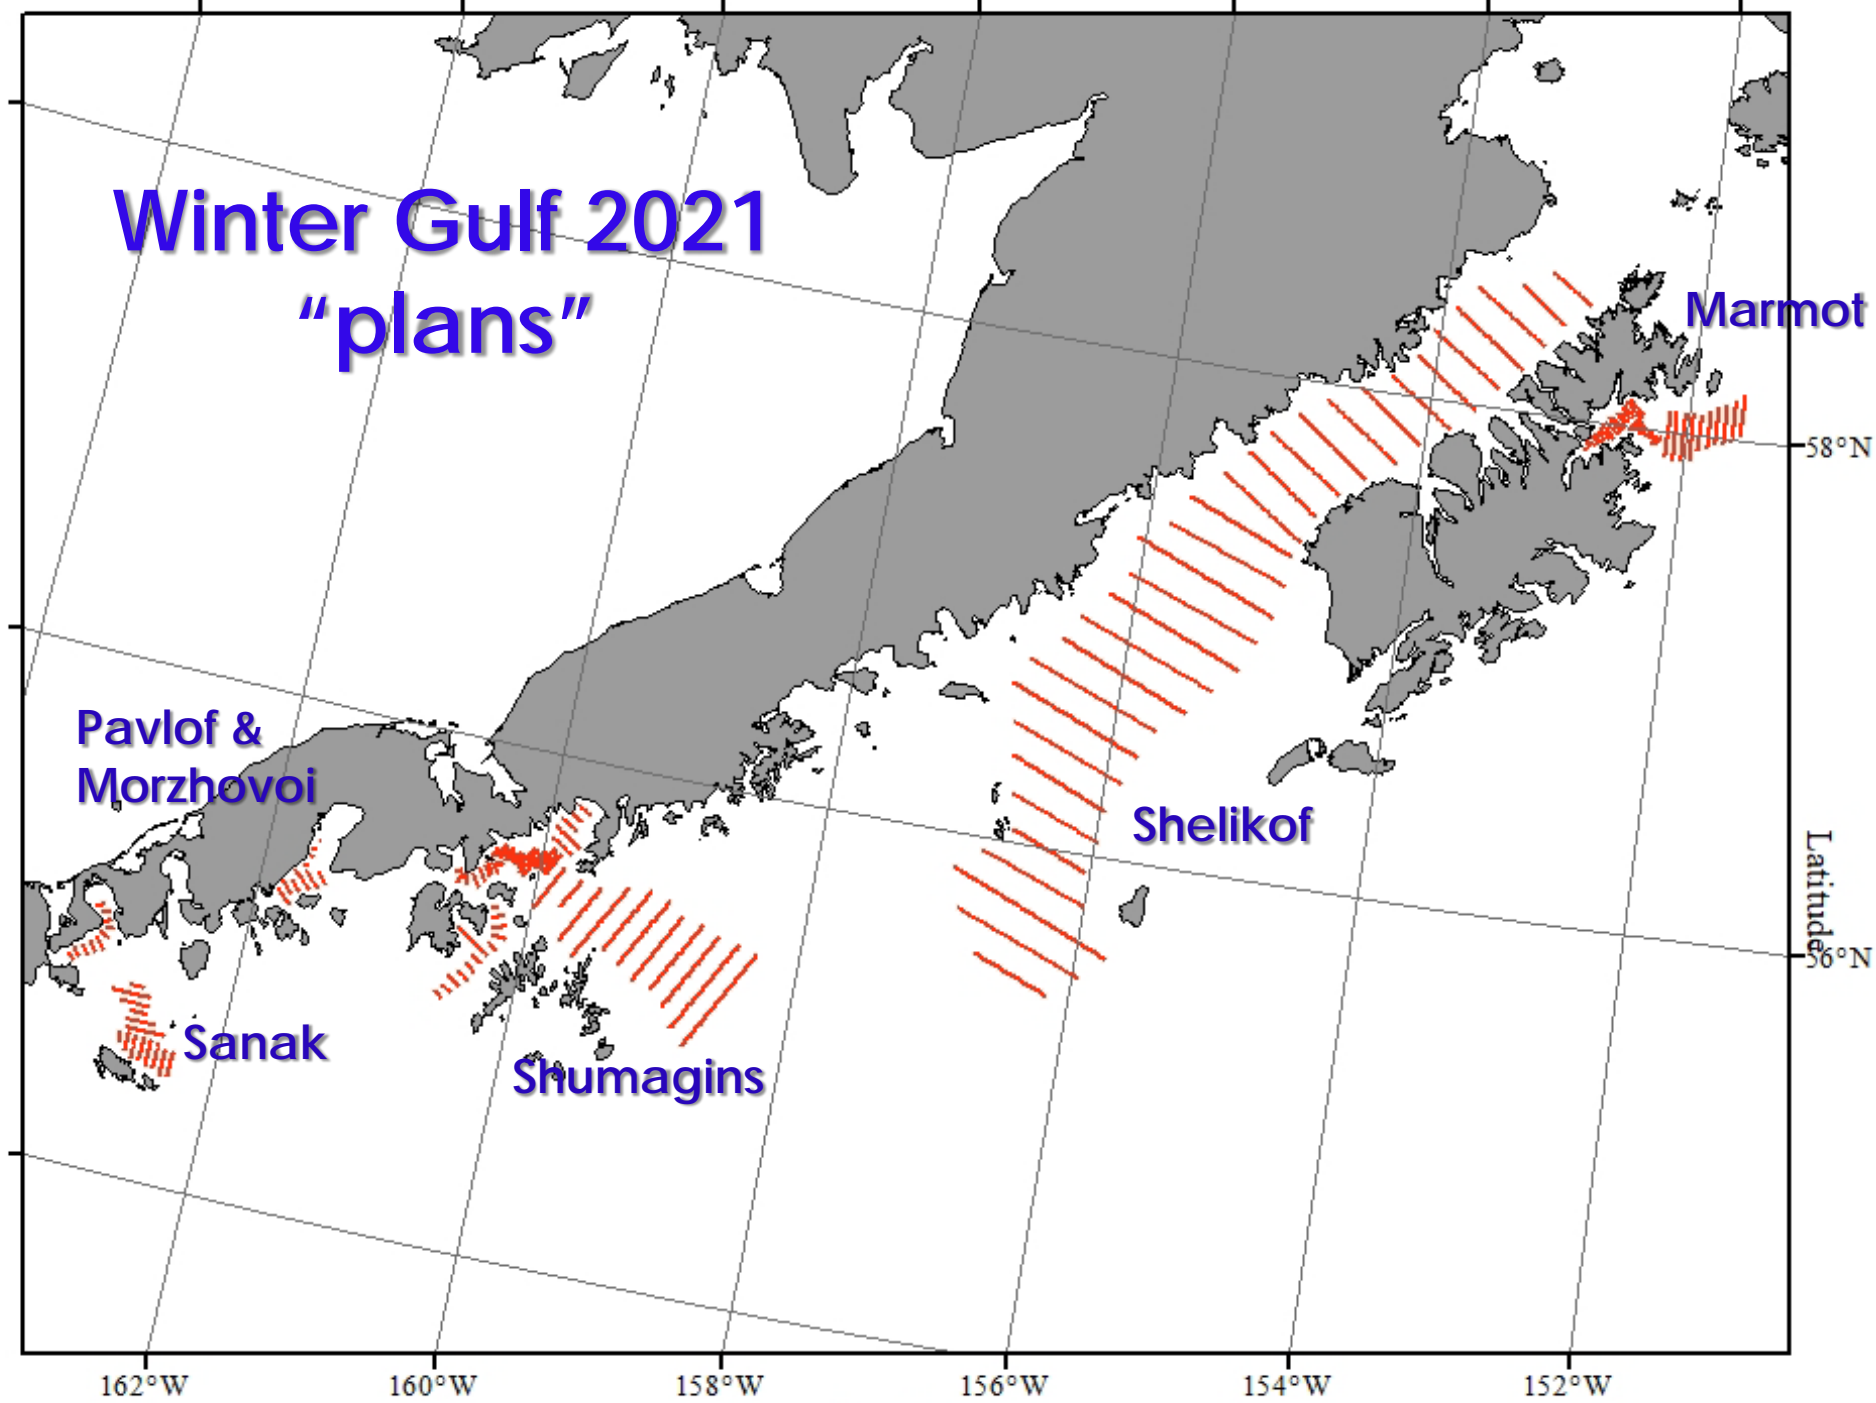 Winter Gulf 2021
“plans”
Marmot
58°N
Pavlof &
Morzhovoi
Shelikof
Latitude
56°N
Sanak
Shumagins
162°W 160°W 158°W 156°W 154°W 152°W